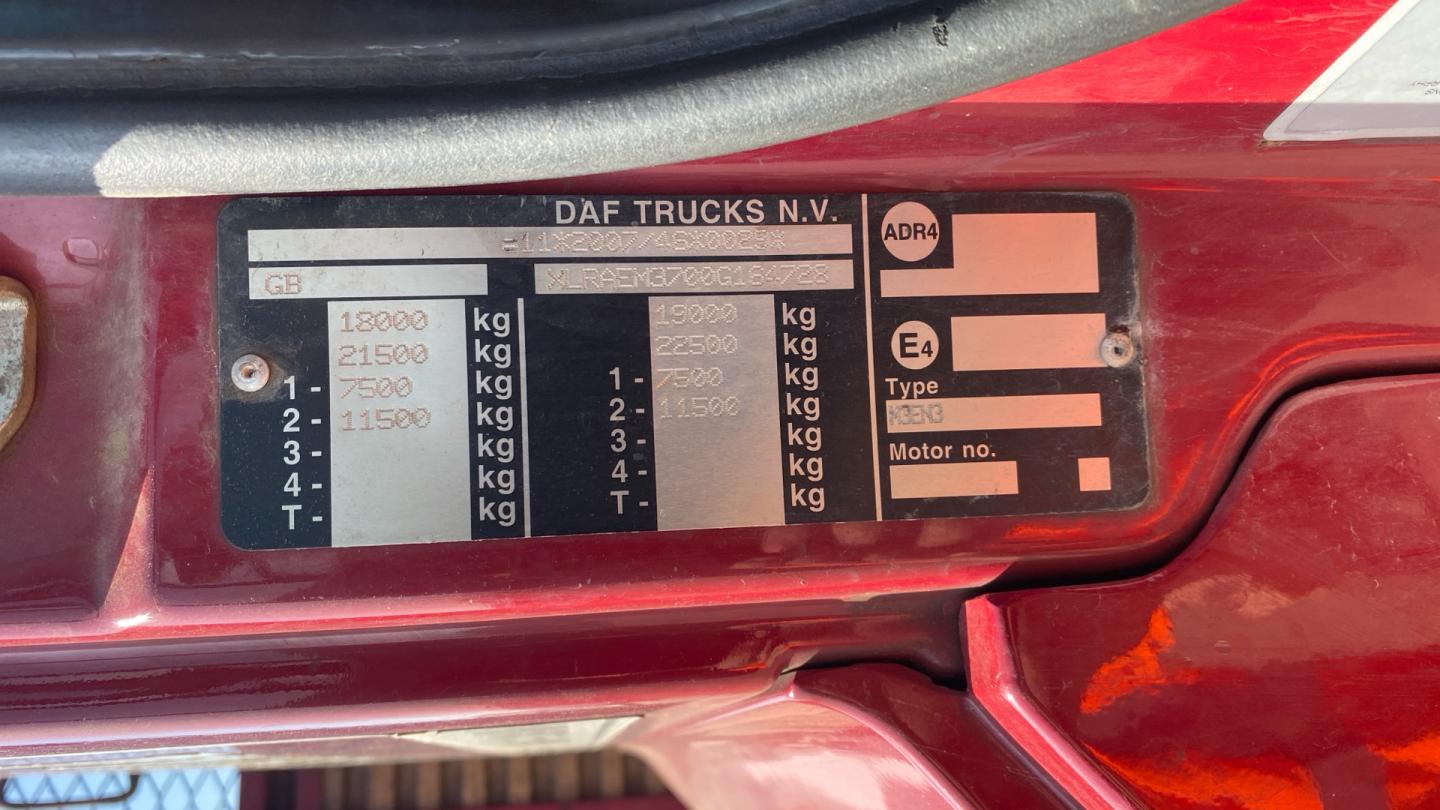 DAF TRUCKS N.V.
e11*2007/46*0025*
GB XLRAEM3700G164728
18000 kg 19000 kg
21500 kg 22500 kg
1 - 7500 kg 1 - 7500 kg
2 - 11500 kg 2 - 11500 kg
3 - kg 3 - kg
4 - kg 4 - kg
T - kg T - kg
ADR4
E4
Type
M3EN3
Motor no.